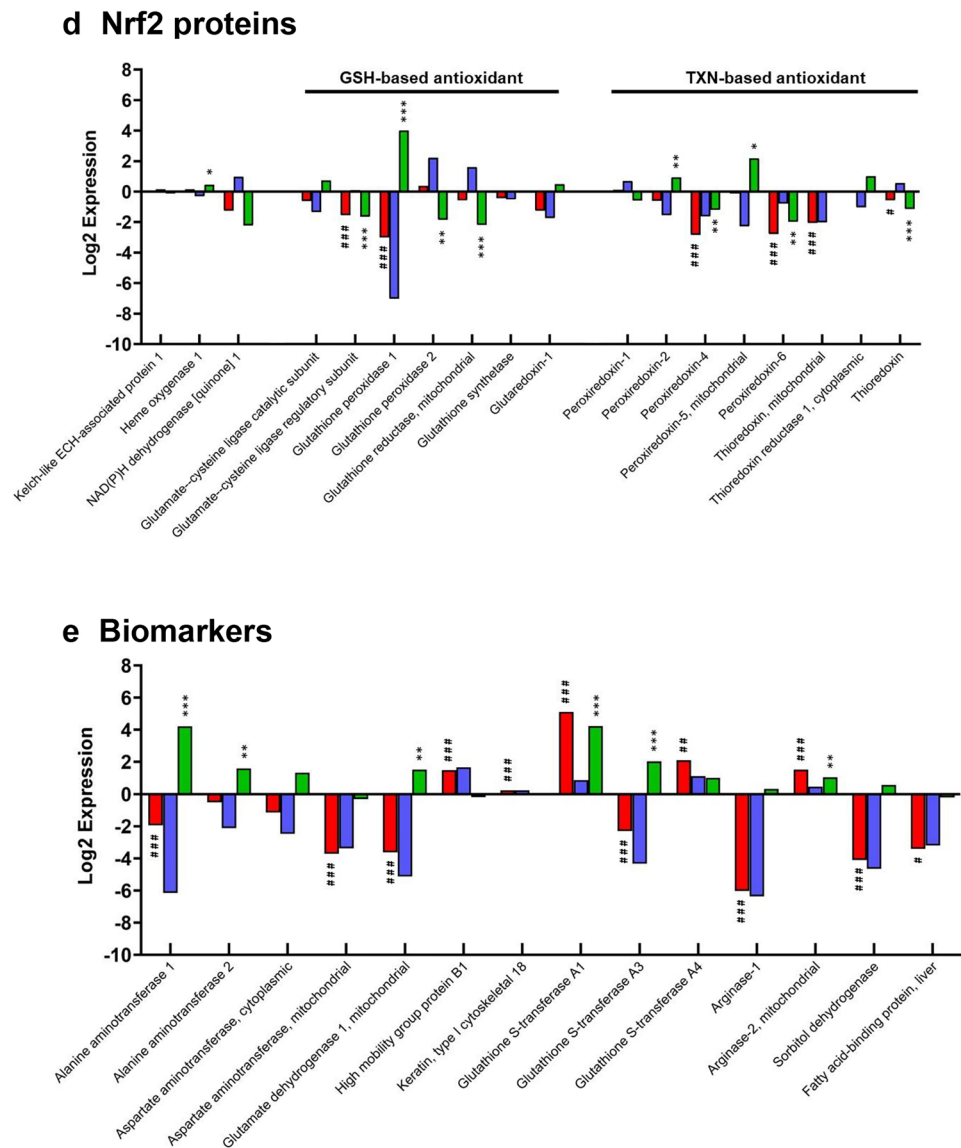 d Nrf2 proteins
GSH-based antioxidant
TXN-based antioxidant
Log2 Expression
8
6
4
2
0
-2
-4
-6
-8
-10
*
###
***
###
***
**
***
**
###
**
*
###
**
###
#
***
Kelch-like ECH-associated protein 1
Heme oxygenase 1
NAD(P)H dehydrogenase [quinone] 1
Glutamate--cysteine ligase catalytic subunit
Glutamate--cysteine ligase regulatory subunit
Glutathione peroxidase 1
Glutathione peroxidase 2
Glutathione reductase, mitochondrial
Glutathione synthetase
Glutaredoxin-1
Peroxiredoxin-1
Peroxiredoxin-2
Peroxiredoxin-4
Peroxiredoxin-5, mitochondrial
Peroxiredoxin-6
Thioredoxin, mitochondrial
Thioredoxin reductase 1, cytoplasmic
Thioredoxin
e Biomarkers
Log2 Expression
8
6
4
2
0
-2
-4
-6
-8
-10
###
***
**
###
###
**
###
###
###
***
###
***
##
###
###
**
###
#
Alanine aminotransferase 1
Alanine aminotransferase 2
Aspartate aminotransferase, cytoplasmic
Aspartate aminotransferase, mitochondrial
Glutamate dehydrogenase 1, mitochondrial
High mobility group protein B1
Keratin, type I cytoskeletal 18
Glutathione S-transferase A1
Glutathione S-transferase A3
Glutathione S-transferase A4
Arginase-1
Arginase-2, mitochondrial
Sorbitol dehydrogenase
Fatty acid-binding protein, liver